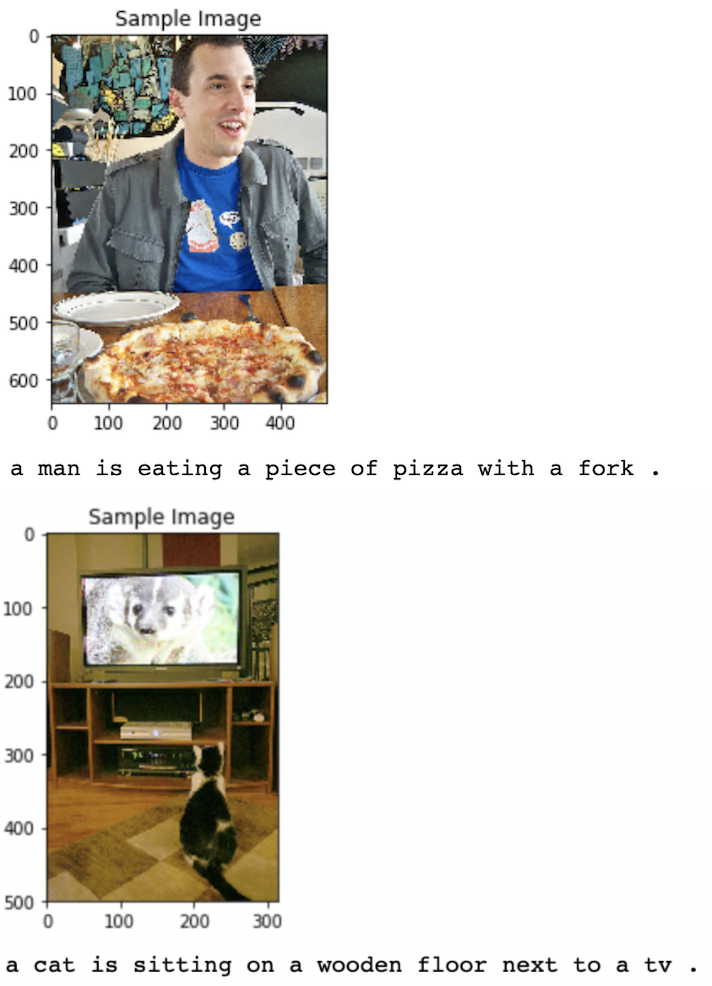 Sample Image
0
100
200
300
400
500
600
0 100 200 300 400
a man is eating a piece of pizza with a fork .
Sample Image
0
100
200
300
400
500
0 100 200 300
a cat is sitting on a wooden floor next to a tv .